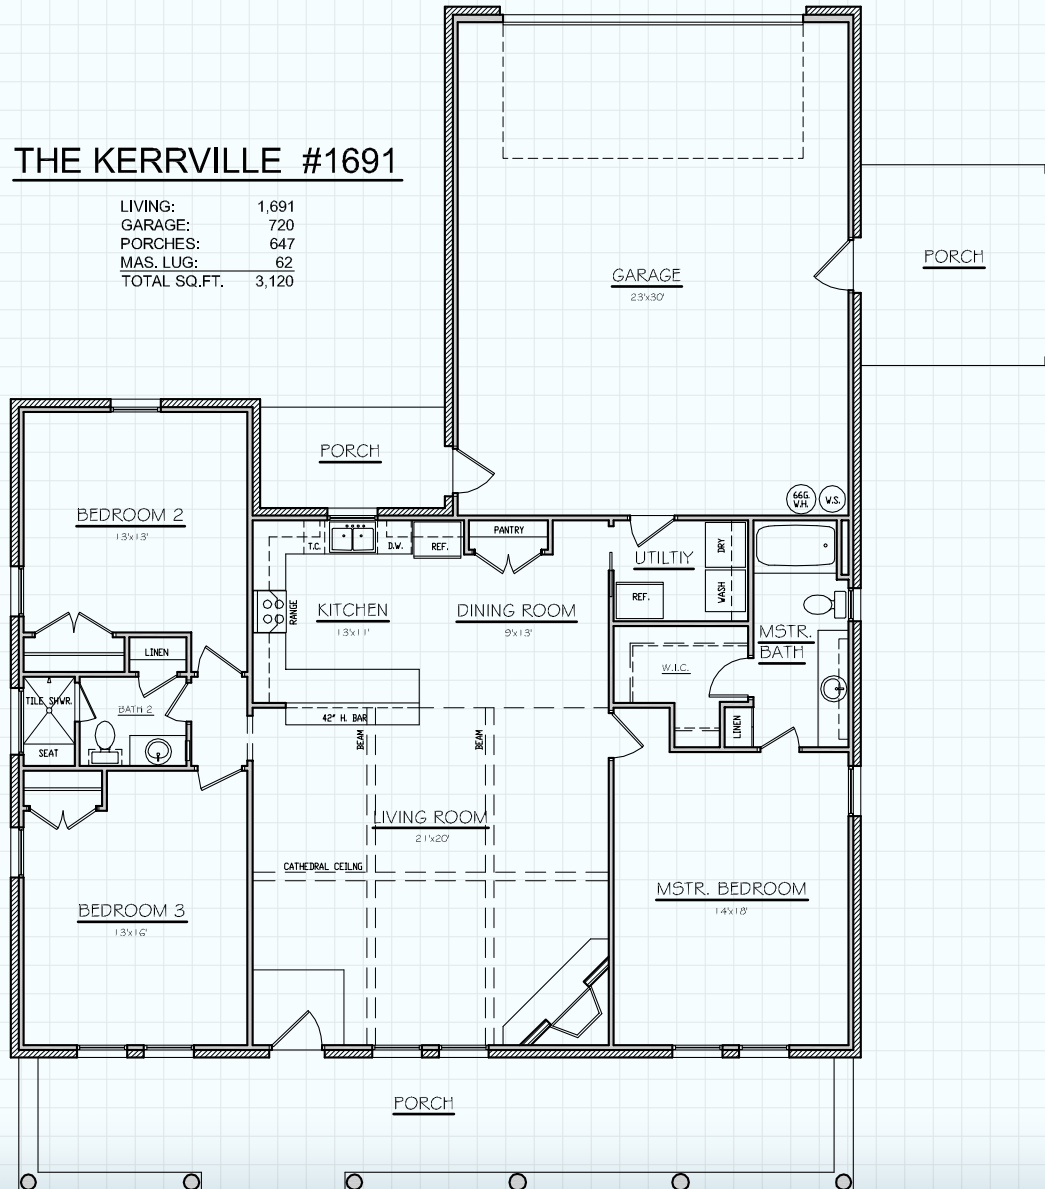 THE KERRVILLE #1691
LIVING: 1,691
GARAGE: 720
PORCHES: 647
MAS. LUG: 62
TOTAL SQ.FT. 3,120
GARAGE
23'x30'
PORCH
PORCH
66G.
W.H.
W.S.
BEDROOM 2
13'x13'
T.C.
D.W.
REF.
PANTRY
UTILTIY
DRY
WASH
REF.
RANGE
KITCHEN
13'x11'
DINING ROOM
9'x13'
MSTR.
BATH
LINEN
W.I.C.
TILE SHWR.
BATH 2
SEAT
42" H. BAR
LINEN
BEAM
BEAM
LIVING ROOM
21'x20'
CATHEDRAL CEILNG
MSTR. BEDROOM
14'x18'
BEDROOM 3
13'x16'
PORCH